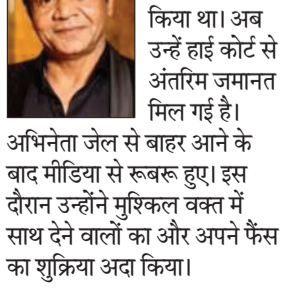 किया था। अब
उन्हें हाई कोर्ट से
अंतरिम जमानत
मिल गई है।
अभिनेता जेल से बाहर आने के
बाद मीडिया से रूबरू हुए। इस
दौरान उन्होंने मुश्किल वक्त में
साथ देने वालों का और अपने फैंस
का शुक्रिया अदा किया।